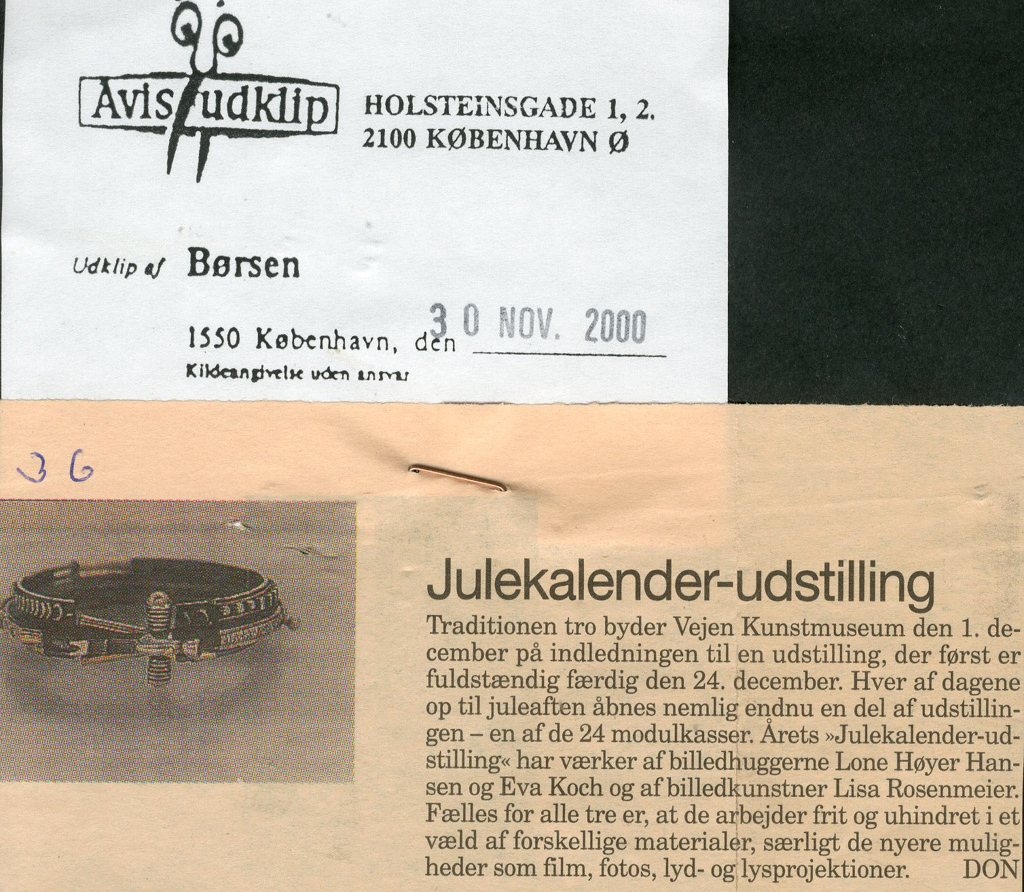 Avis/udklip
HOLSTEINSGADE 1, 2.
2100 KØBENHAVN Ø
Udklip af Børsen
1550 København, den 30 NOV. 2000
Kildeangivelse uden ansvar
36
Julekalender-udstilling
Traditionen tro byder Vejen Kunstmuseum den 1. de-
cember på indledningen til en udstilling, der først er
fuldstændig færdig den 24. december. Hver af dagene
op til juleaften åbnes nemlig endnu en del af udstillin-
gen – en af de 24 modulkasser. Årets »Julekalender-ud-
stilling« har værker af billedhuggerne Lone Høyer Han-
sen og Eva Koch og af billedkunstner Lisa Rosenmeier.
Fælles for alle tre er, at de arbejder frit og uhindret i et
væld af forskellige materialer, særligt de nyere mulig-
heder som film, fotos, lyd- og lysprojektioner. DON